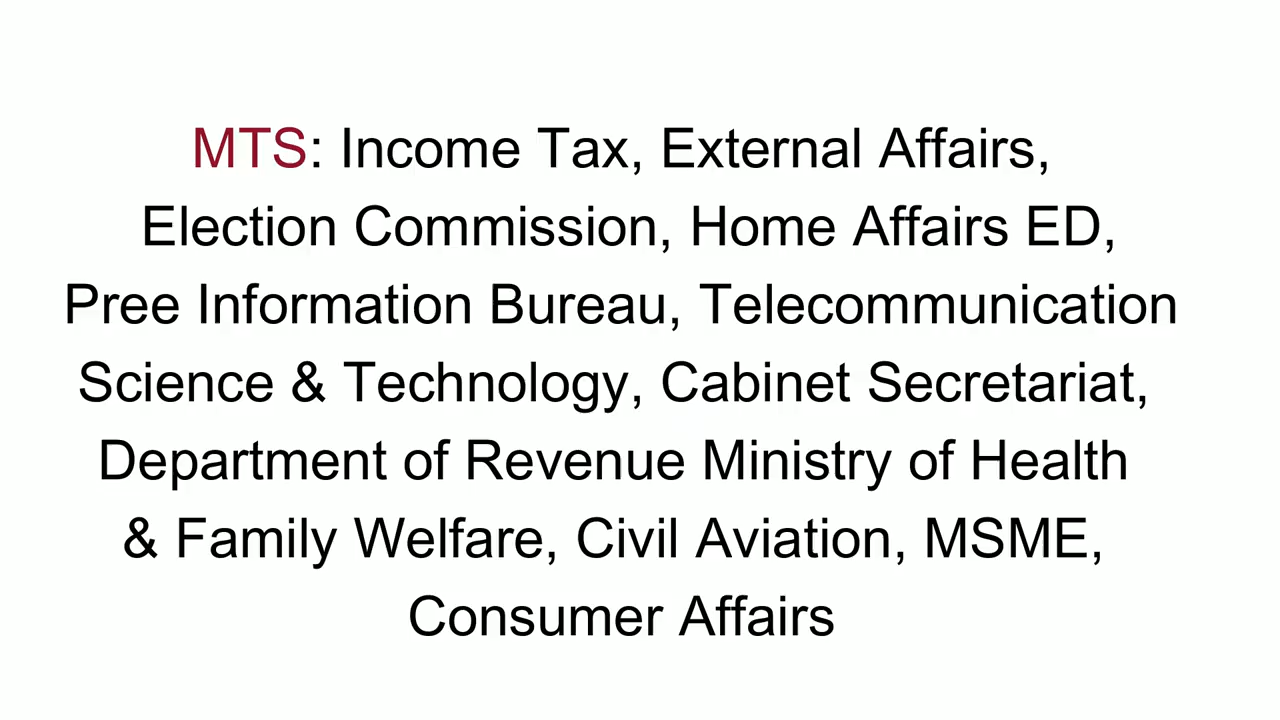 MTS: Income Tax, External Affairs,
Election Commission, Home Affairs ED,
Pree Information Bureau, Telecommunication
Science & Technology, Cabinet Secretariat,
Department of Revenue Ministry of Health
& Family Welfare, Civil Aviation, MSME,
Consumer Affairs